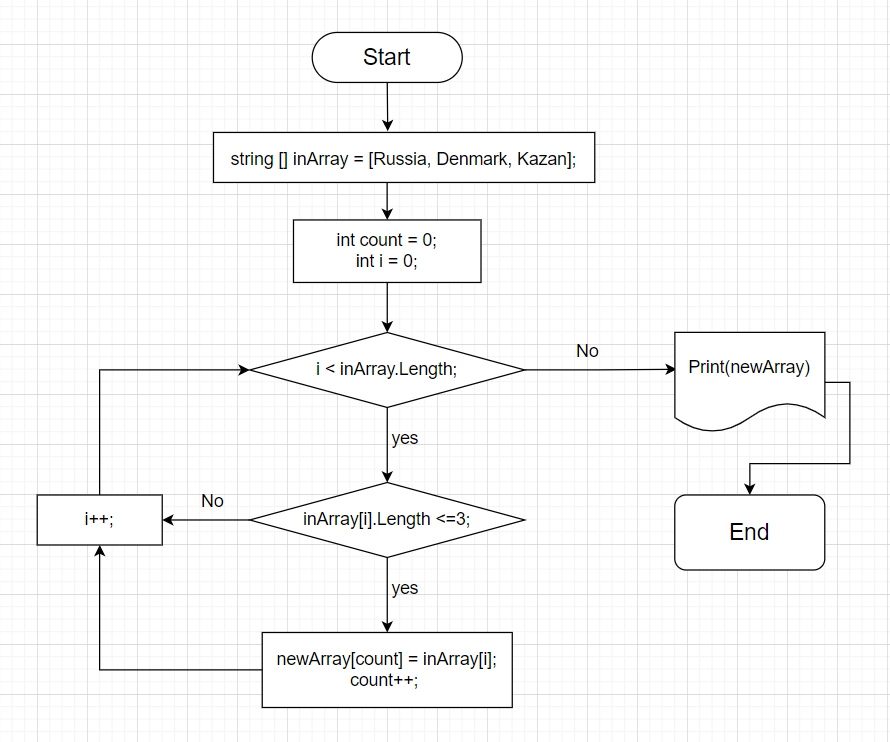 Start
string [] inArray = [Russia, Denmark, Kazan];
int count = 0;
int i = 0;
i < inArray.Length;
No
Print(newArray)
yes
i++;
No
inArray[i].Length <=3;
End
yes
newArray[count] = inArray[i];
count++;